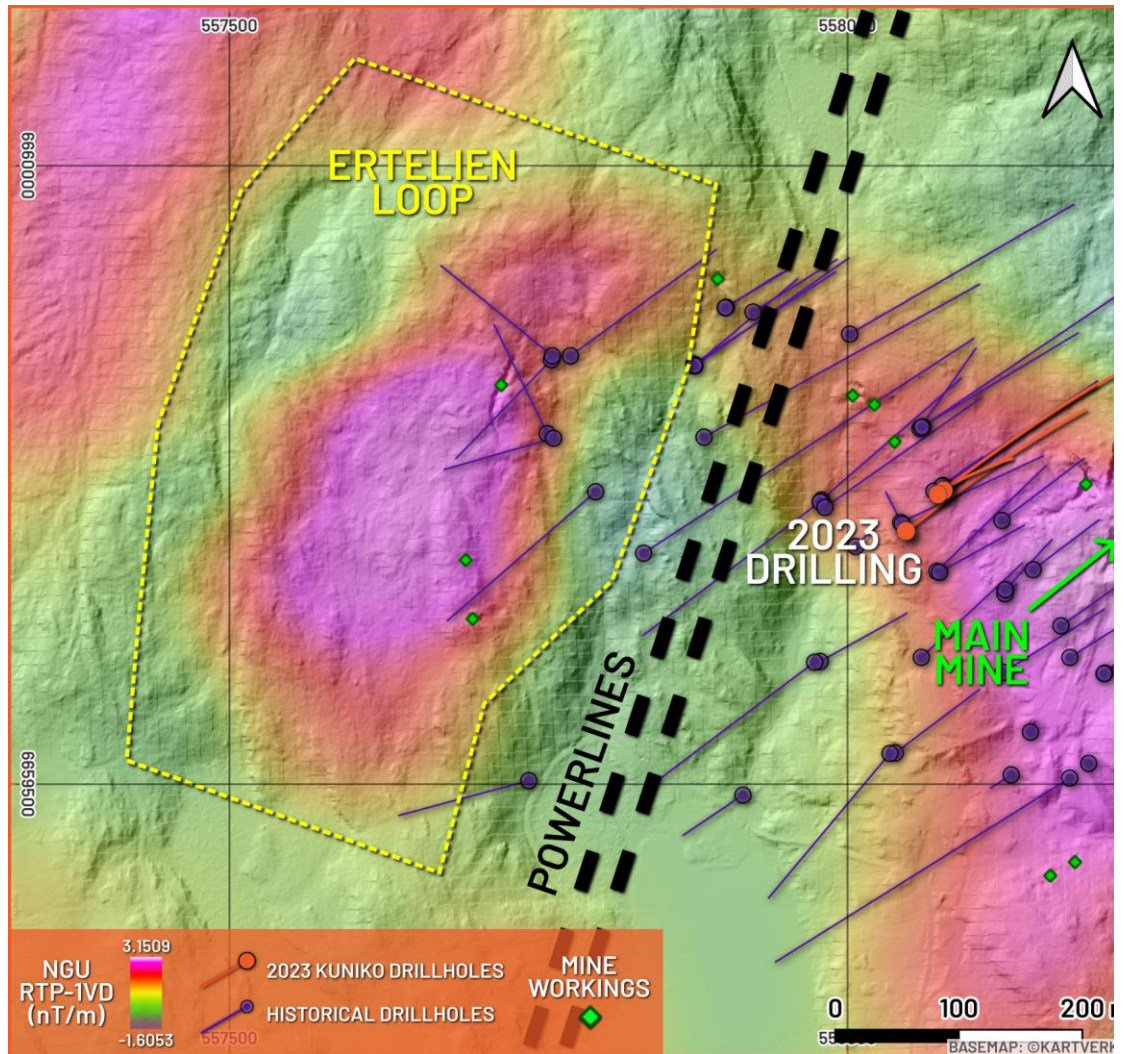 557500
558000
6660000
ERTELIEN
LOOP
2023
DRILLING
MAIN
MINE
POWERLINES
6659500
NGU
RTP-1VD
(nT/m)
3.1509
-1.6053
2023 KUNIKO DRILLHOLES
HISTORICAL DRILLHOLES
MINE
WORKINGS
557500
0 100 200
BASEMAP: ©KARTVERK